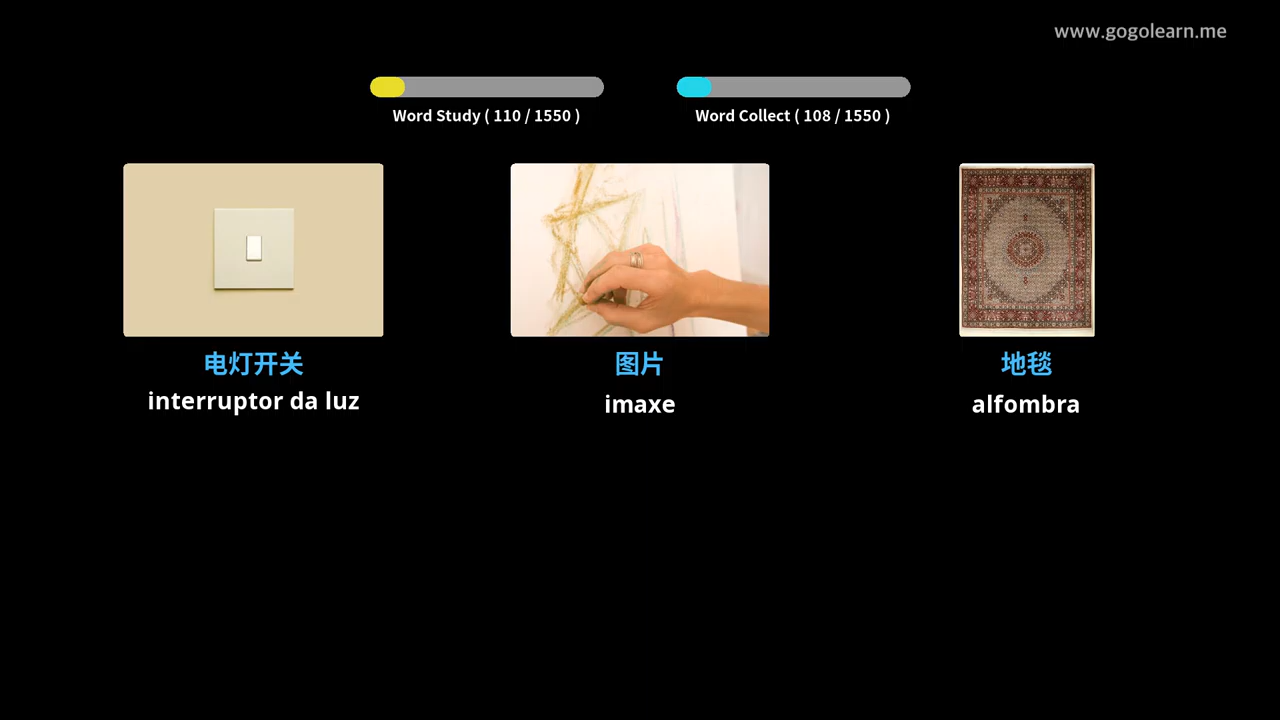 www.gogolearn.me
Word Study ( 110 / 1550 )
Word Collect ( 108 / 1550 )
电灯开关
interruptor da luz
图片
imaxe
地毯
alfombra